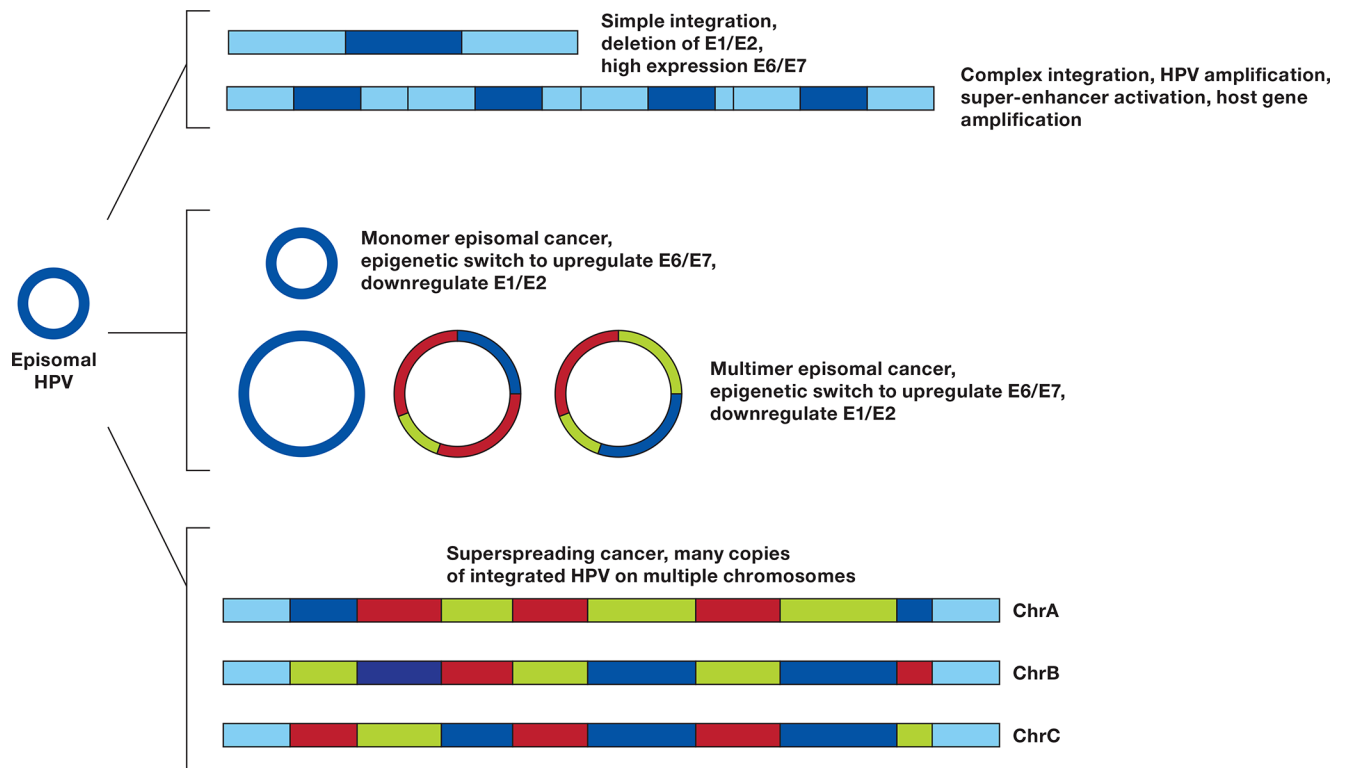 Simple integration,
deletion of E1/E2,
high expression E6/E7
Complex integration, HPV amplification,
super-enhancer activation, host gene
amplification
Episomal
HPV
Monomer episomal cancer,
epigenetic switch to upregulate E6/E7,
downregulate E1/E2
Multimer episomal cancer,
epigenetic switch to upregulate E6/E7,
downregulate E1/E2
Superspreading cancer, many copies
of integrated HPV on multiple chromosomes
ChrA
ChrB
ChrC